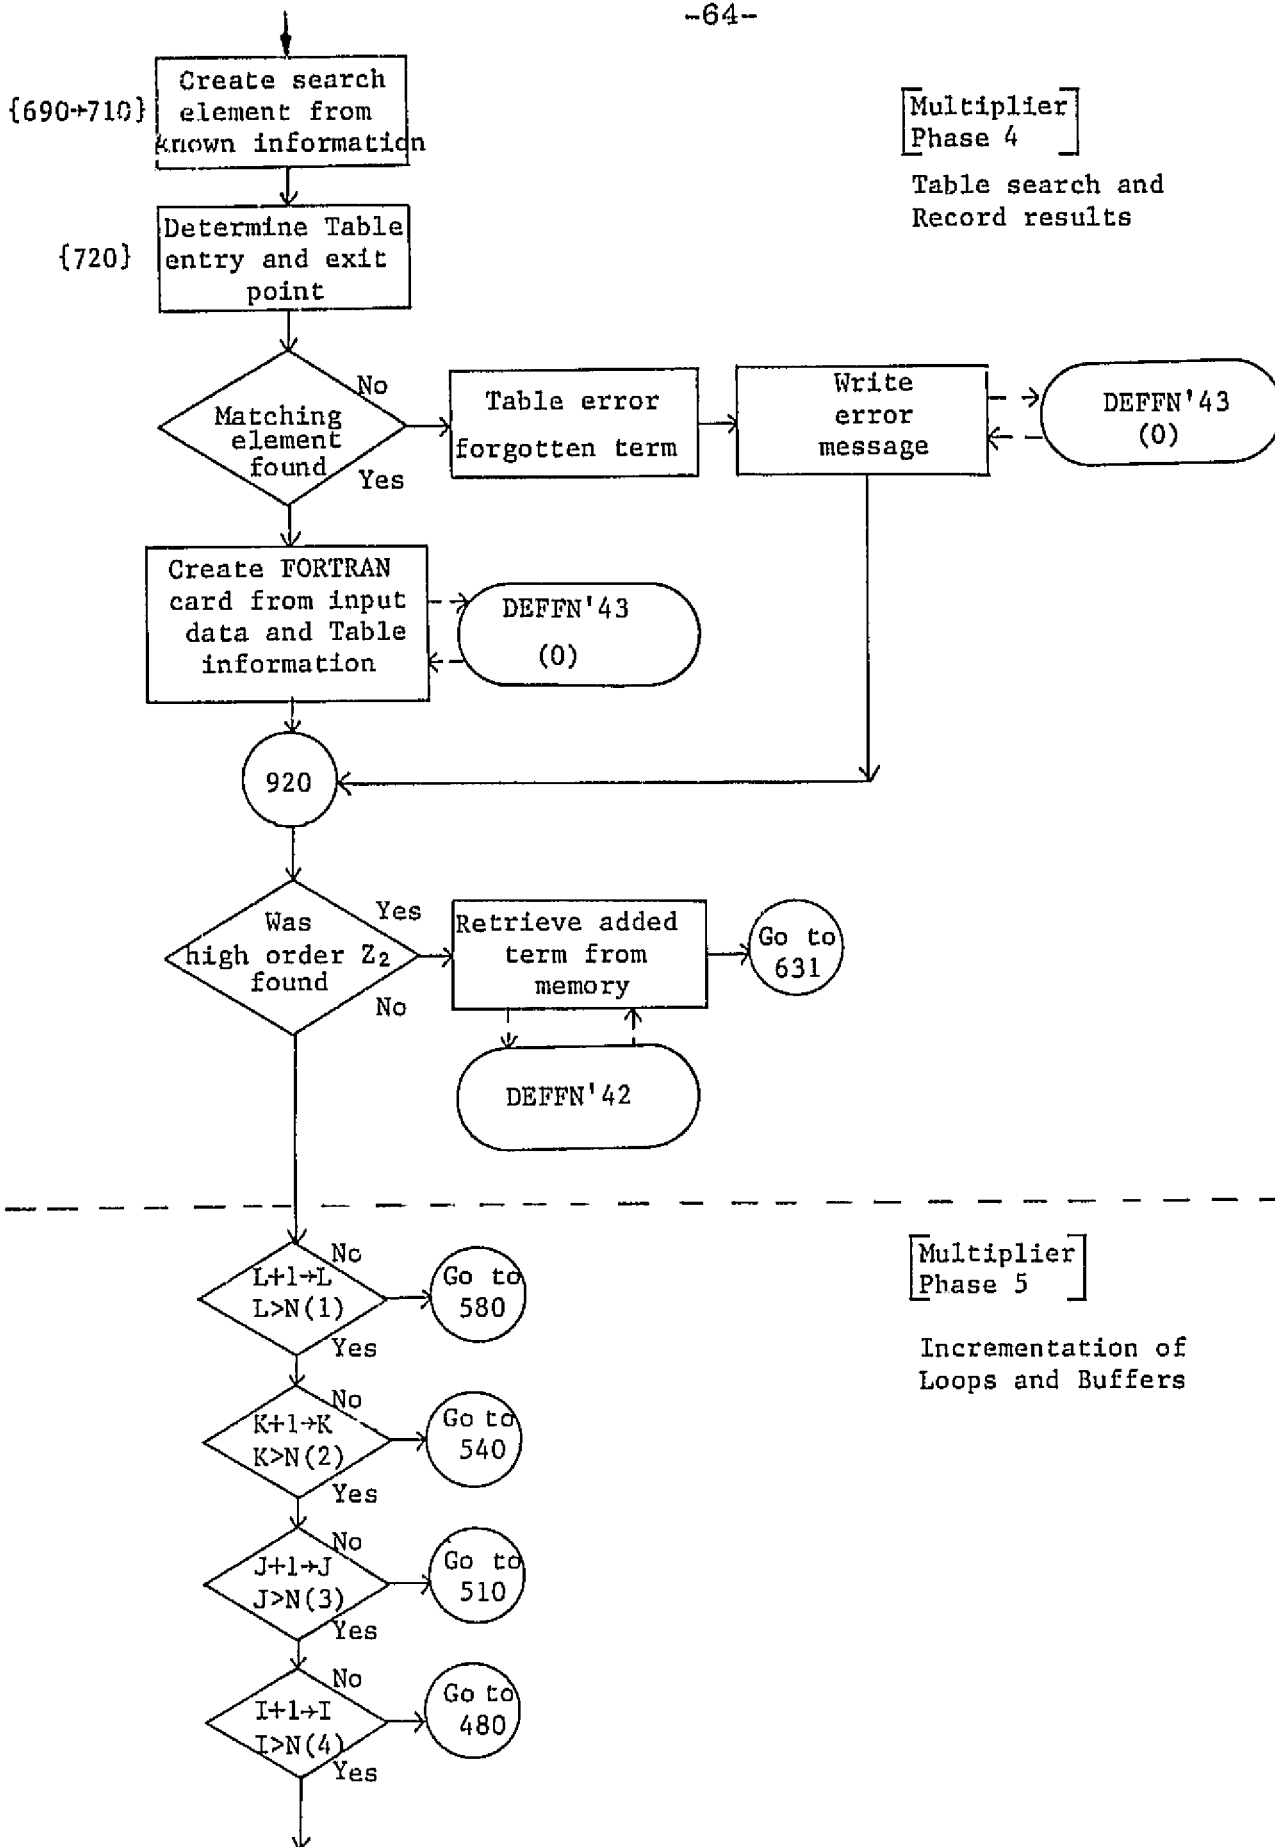 -64-
Create search
{690→710}
element from
known information
[Multiplier
Phase 4]
Table search and
Record results
Determine Table
{720}
entry and exit
point
No
Matching
element
found
Yes
Table error
forgotten term
Write
error
message
DEFFN'43
(0)
Create FORTRAN
card from input
data and Table
information
DEFFN'43
(0)
920
Was
high order Z₂
found
Yes
No
Retrieve added
term from
memory
Go to
631
DEFFN'42
[Multiplier
Phase 5]
Incrementation of
Loops and Buffers
No
L+1→L
L>N(1)
Yes
Go to
580
No
K+1→K
K>N(2)
Yes
Go to
540
No
J+1→J
J>N(3)
Yes
Go to
510
No
I+1→I
I>N(4)
Yes
Go to
480